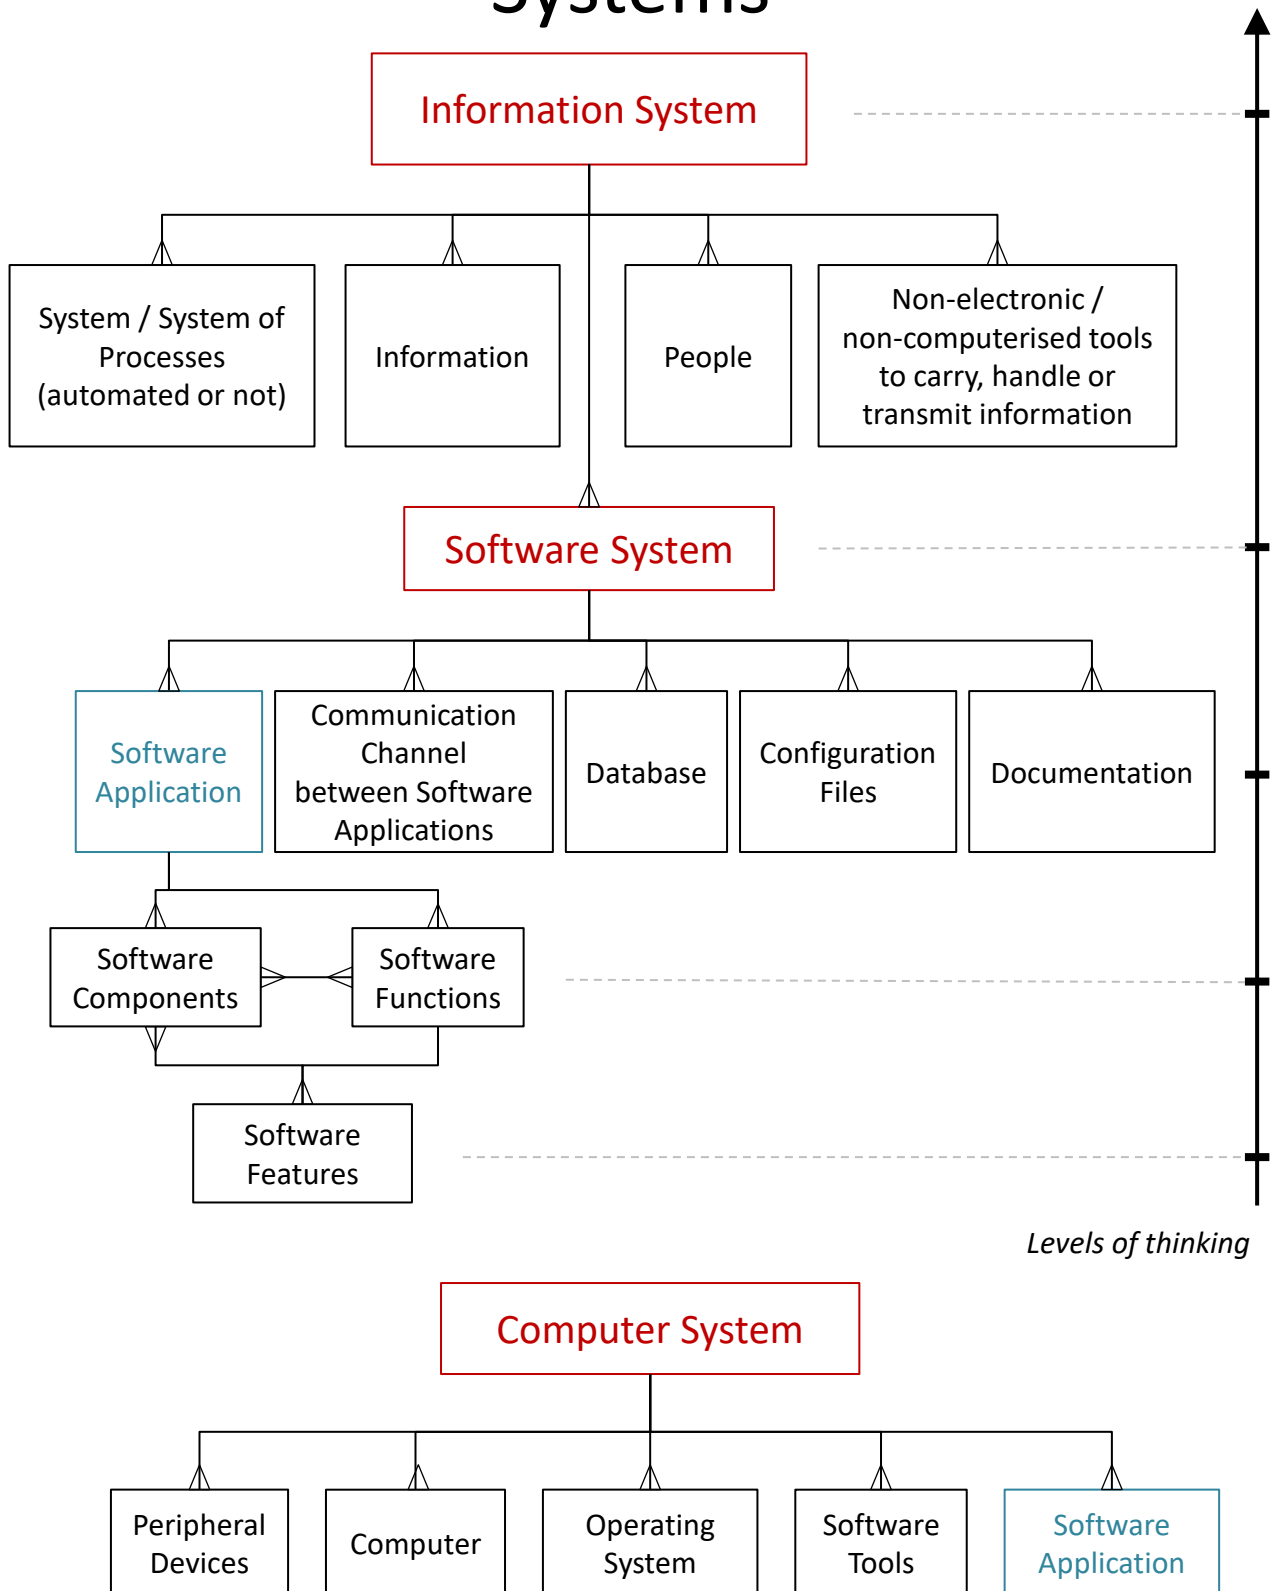 Systems
Information System
System / System of
Processes
(automated or not)
Information
People
Non-electronic /
non-computerised tools
to carry, handle or
transmit information
Software System
Software
Application
Communication
Channel
between Software
Applications
Database
Configuration
Files
Documentation
Software
Components
Software
Functions
Software
Features
Levels of thinking
Computer System
Peripheral
Devices
Computer
Operating
System
Software
Tools
Software
Application